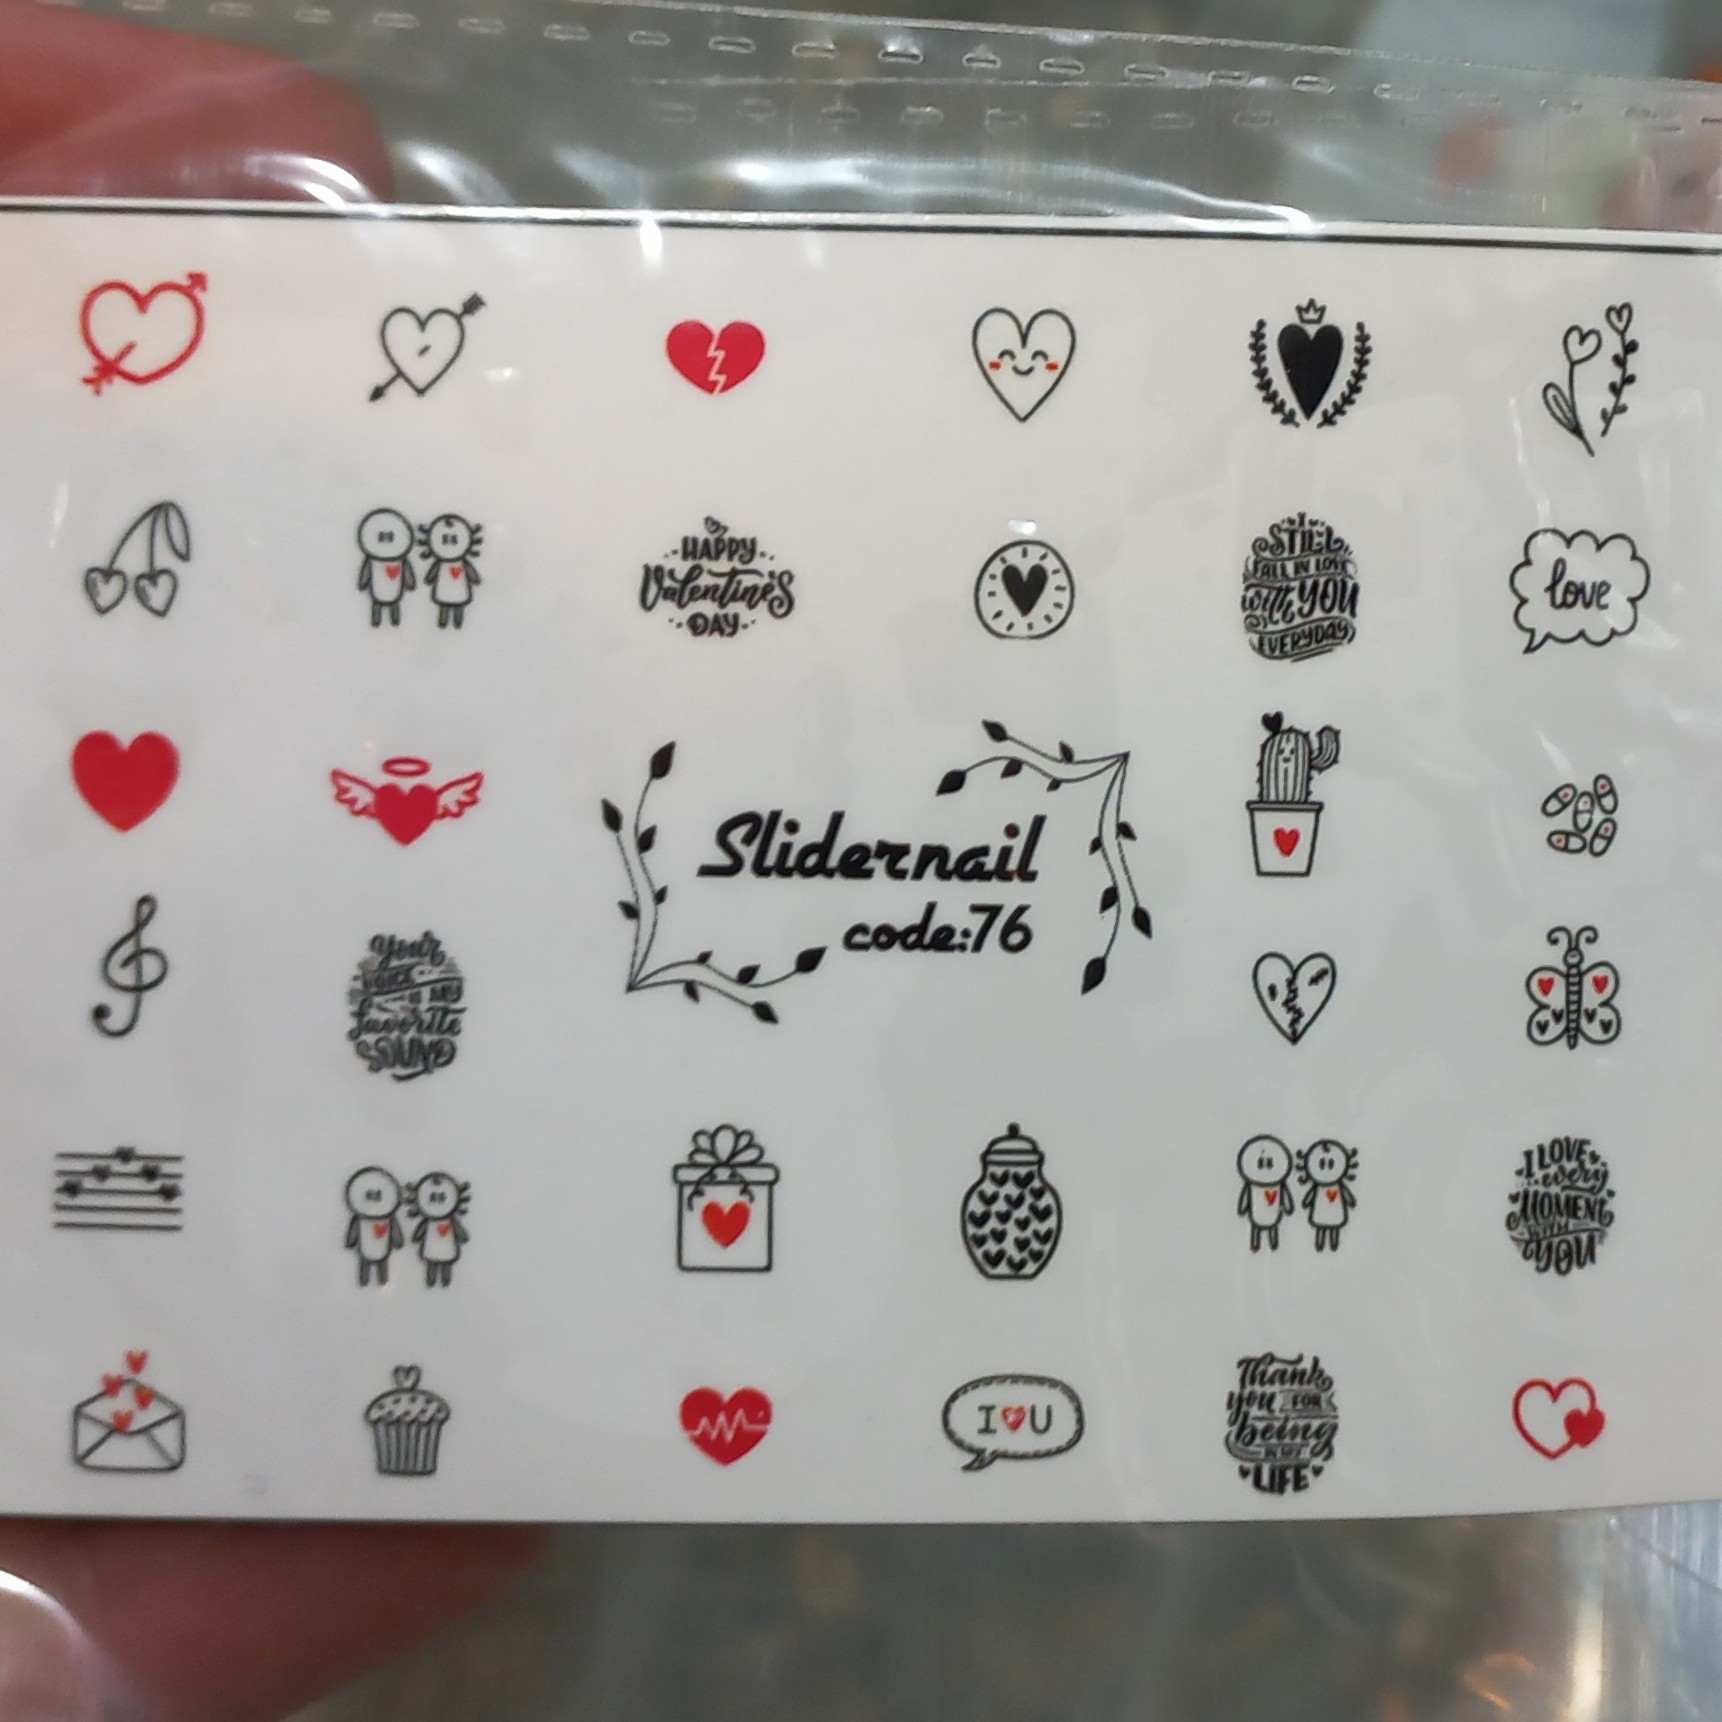 HAPPY
Valentine's
DAY
I
STILL
FALL IN LOVE
with YOU
EVERYDAY
love
Slidernail
code:76
Your
VOICE
IS MY
favorite
SOUND
I LOVE
every
MOMENT
WITH
YOU
I U
Thank
you FOR
being
IN MY
LIFE